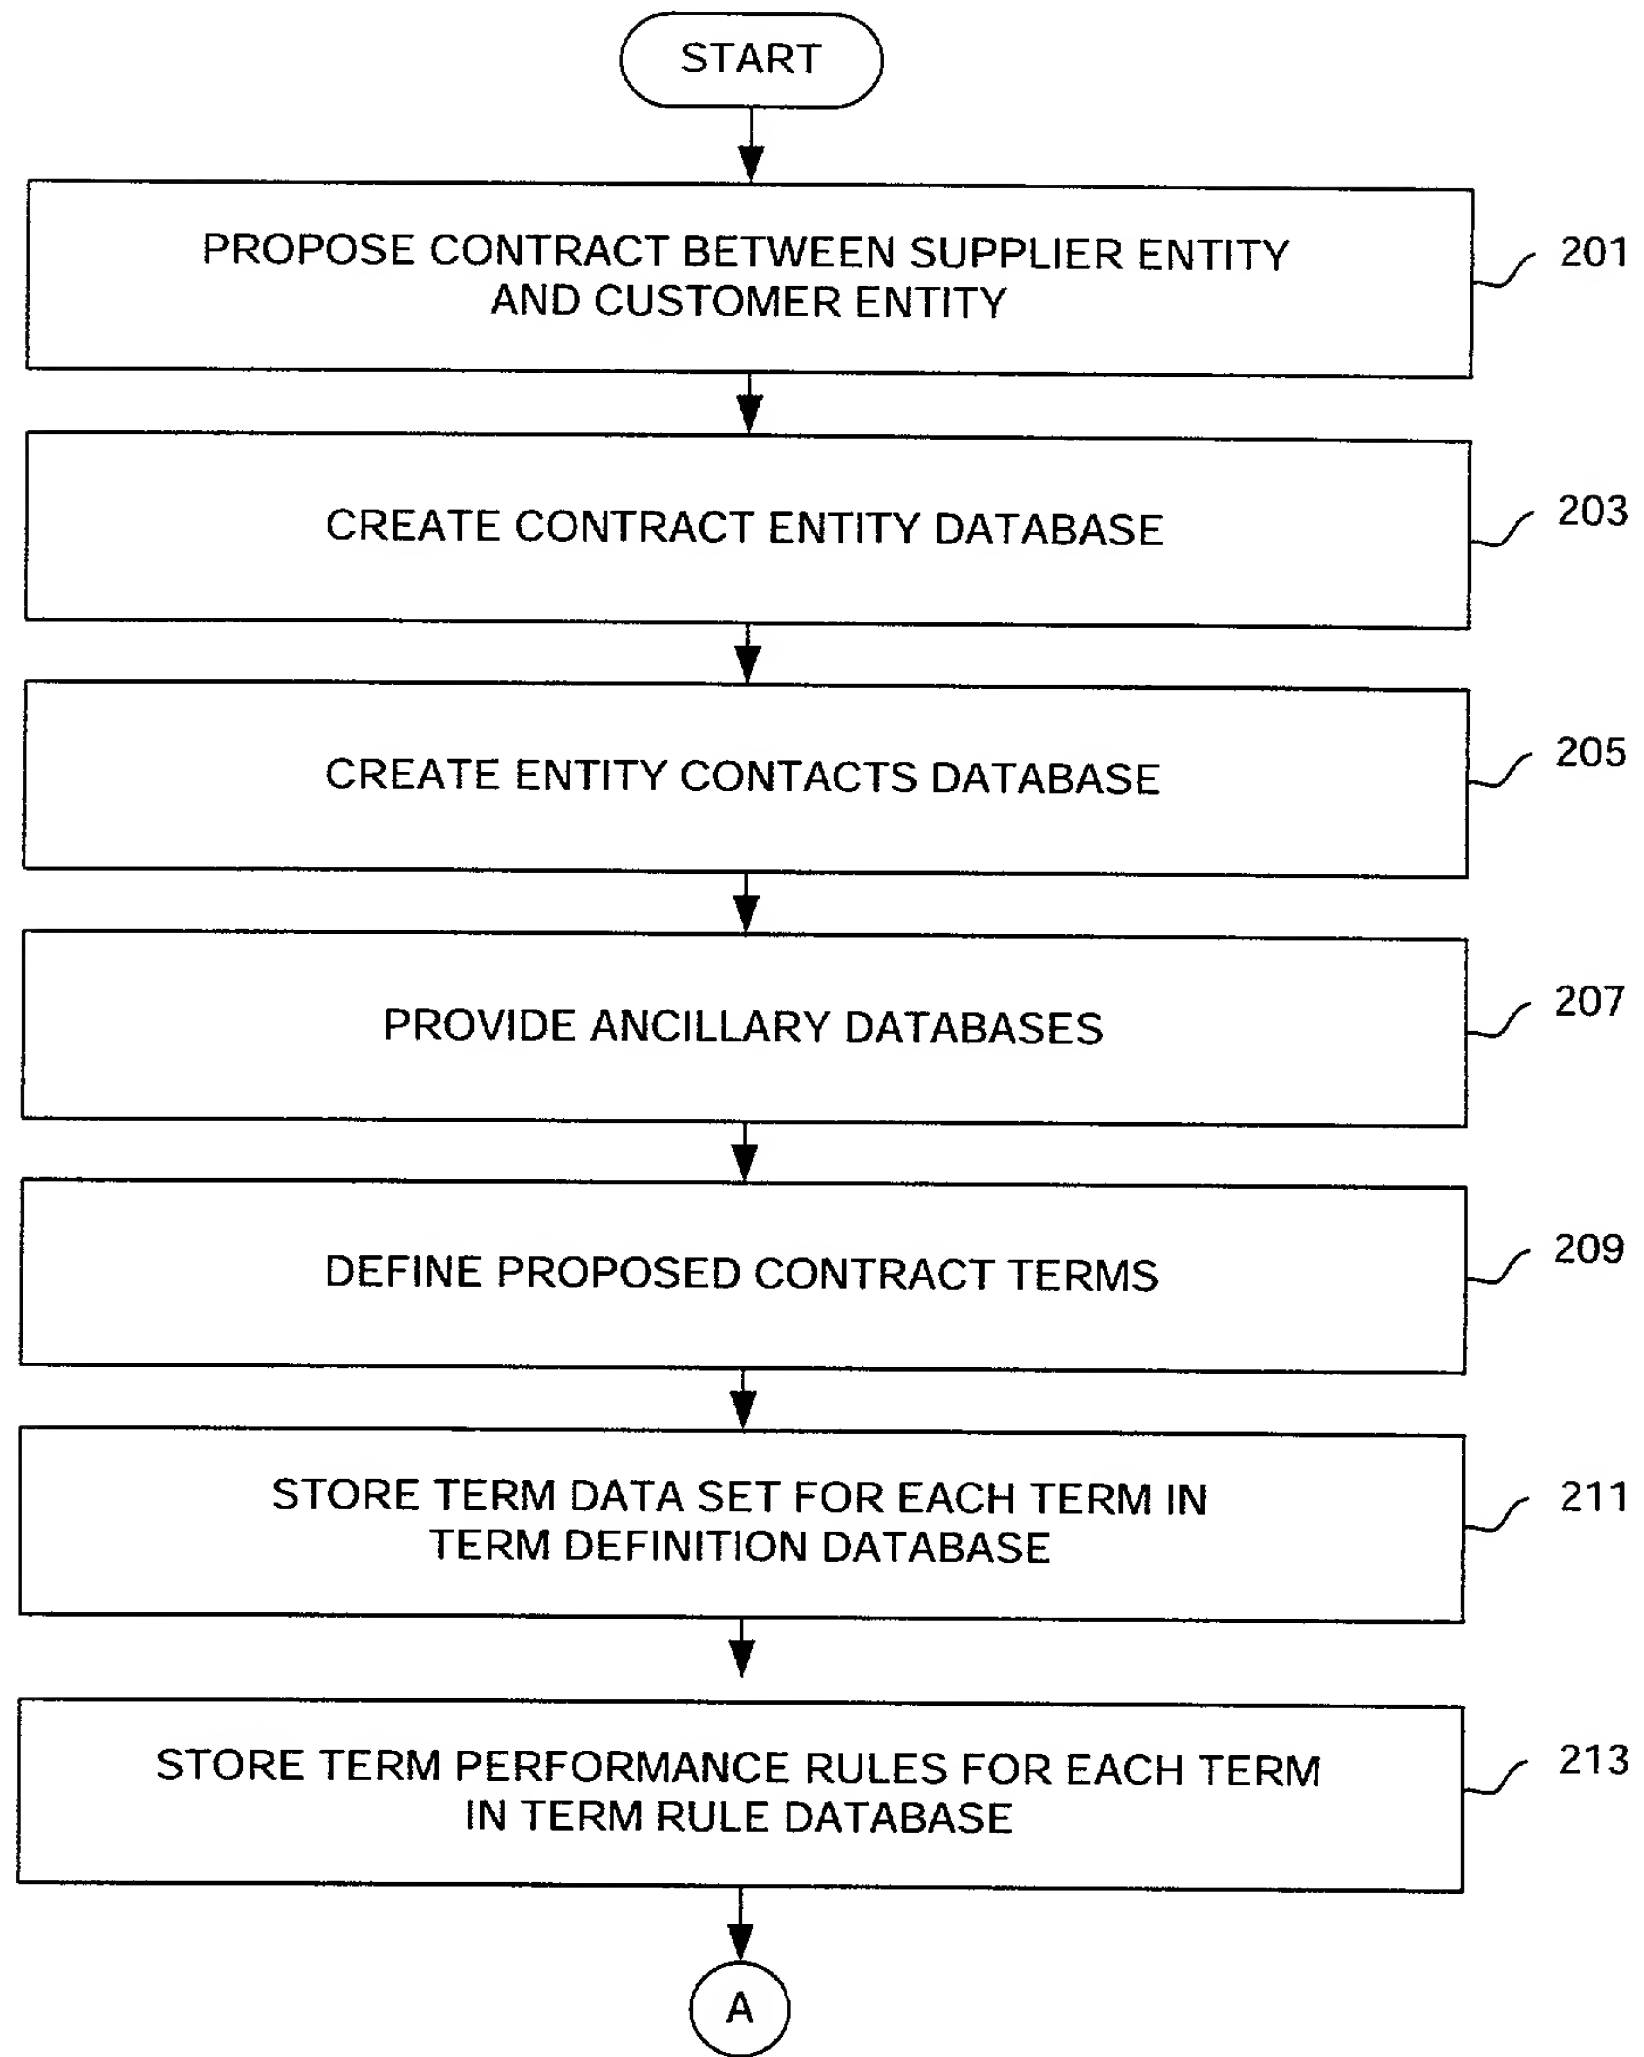 START
PROPOSE CONTRACT BETWEEN SUPPLIER ENTITY
AND CUSTOMER ENTITY
201
CREATE CONTRACT ENTITY DATABASE
203
CREATE ENTITY CONTACTS DATABASE
205
PROVIDE ANCILLARY DATABASES
207
DEFINE PROPOSED CONTRACT TERMS
209
STORE TERM DATA SET FOR EACH TERM IN
TERM DEFINITION DATABASE
211
STORE TERM PERFORMANCE RULES FOR EACH TERM
IN TERM RULE DATABASE
213
A